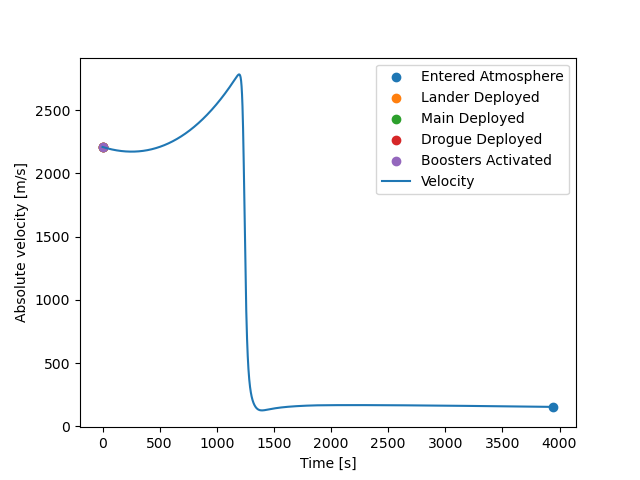 Entered Atmosphere
Lander Deployed
Main Deployed
Drogue Deployed
Boosters Activated
Velocity
Absolute velocity [m/s]
2500
2000
1500
1000
500
0
0 500 1000 1500 2000 2500 3000 3500 4000
Time [s]